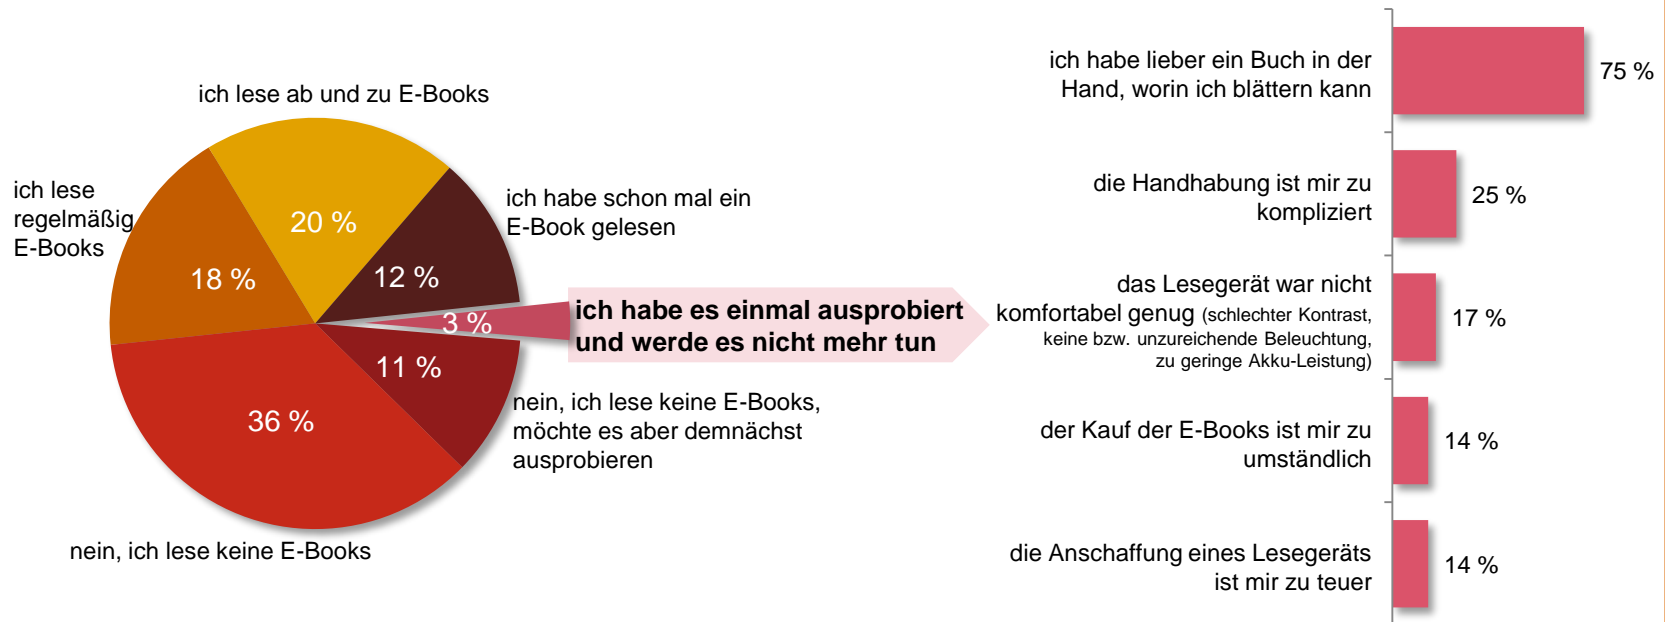 ich lese ab und zu E-Books
ich lese
regelmäßig
E-Books
ich habe schon mal ein
E-Book gelesen
20 %
18 %
12 %
3 %
11 %
36 %
ich habe es einmal ausprobiert
und werde es nicht mehr tun
nein, ich lese keine E-Books,
möchte es aber demnächst
ausprobieren
nein, ich lese keine E-Books
ich habe lieber ein Buch in der
Hand, worin ich blättern kann
75 %
die Handhabung ist mir zu
kompliziert
25 %
das Lesegerät war nicht
komfortabel genug (schlechter Kontrast,
keine bzw. unzureichende Beleuchtung,
zu geringe Akku-Leistung)
17 %
der Kauf der E-Books ist mir zu
umständlich
14 %
die Anschaffung eines Lesegeräts
ist mir zu teuer
14 %